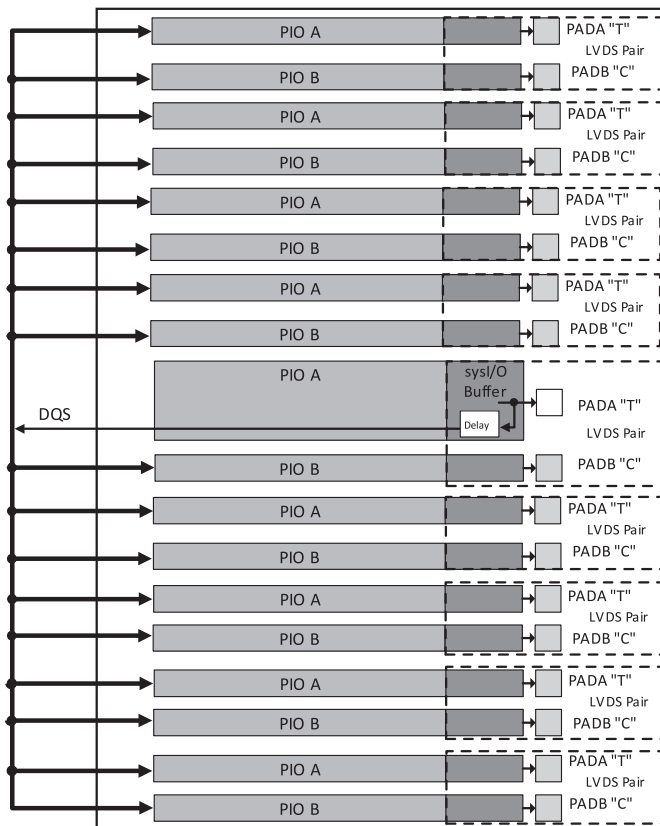 PIO A
PADA "T"
LVDS Pair
PIO B
PADB "C"
PIO A
PADA "T"
LVDS Pair
PIO B
PADB "C"
PIO A
PADA "T"
LVDS Pair
PIO B
PADB "C"
PIO A
PADA "T"
LVDS Pair
PIO B
PADB "C"
PIO A
sysI/O
Buffer
PADA "T"
DQS
Delay
LVDS Pair
PIO B
PADB "C"
PIO A
PADA "T"
LVDS Pair
PIO B
PADB "C"
PIO A
PADA "T"
LVDS Pair
PIO B
PADB "C"
PIO A
PADA "T"
LVDS Pair
PIO B
PADB "C"
PIO A
PADA "T"
LVDS Pair
PIO B
PADB "C"